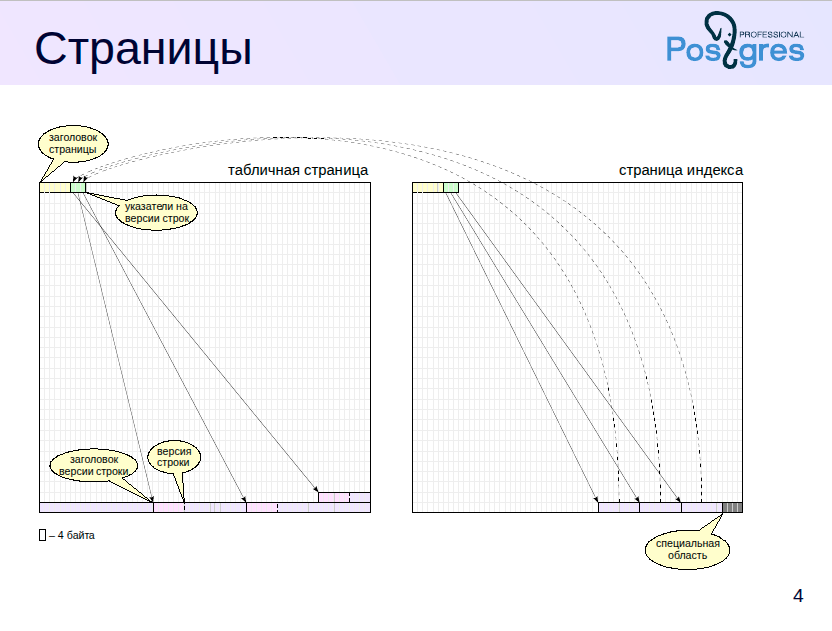 Страницы
PROFESSIONAL
Postgres
заголовок
страницы
табличная страница
страница индекса
указатели на
версии строк
заголовок
версии строки
версия
строки
– 4 байта
специальная
область
4